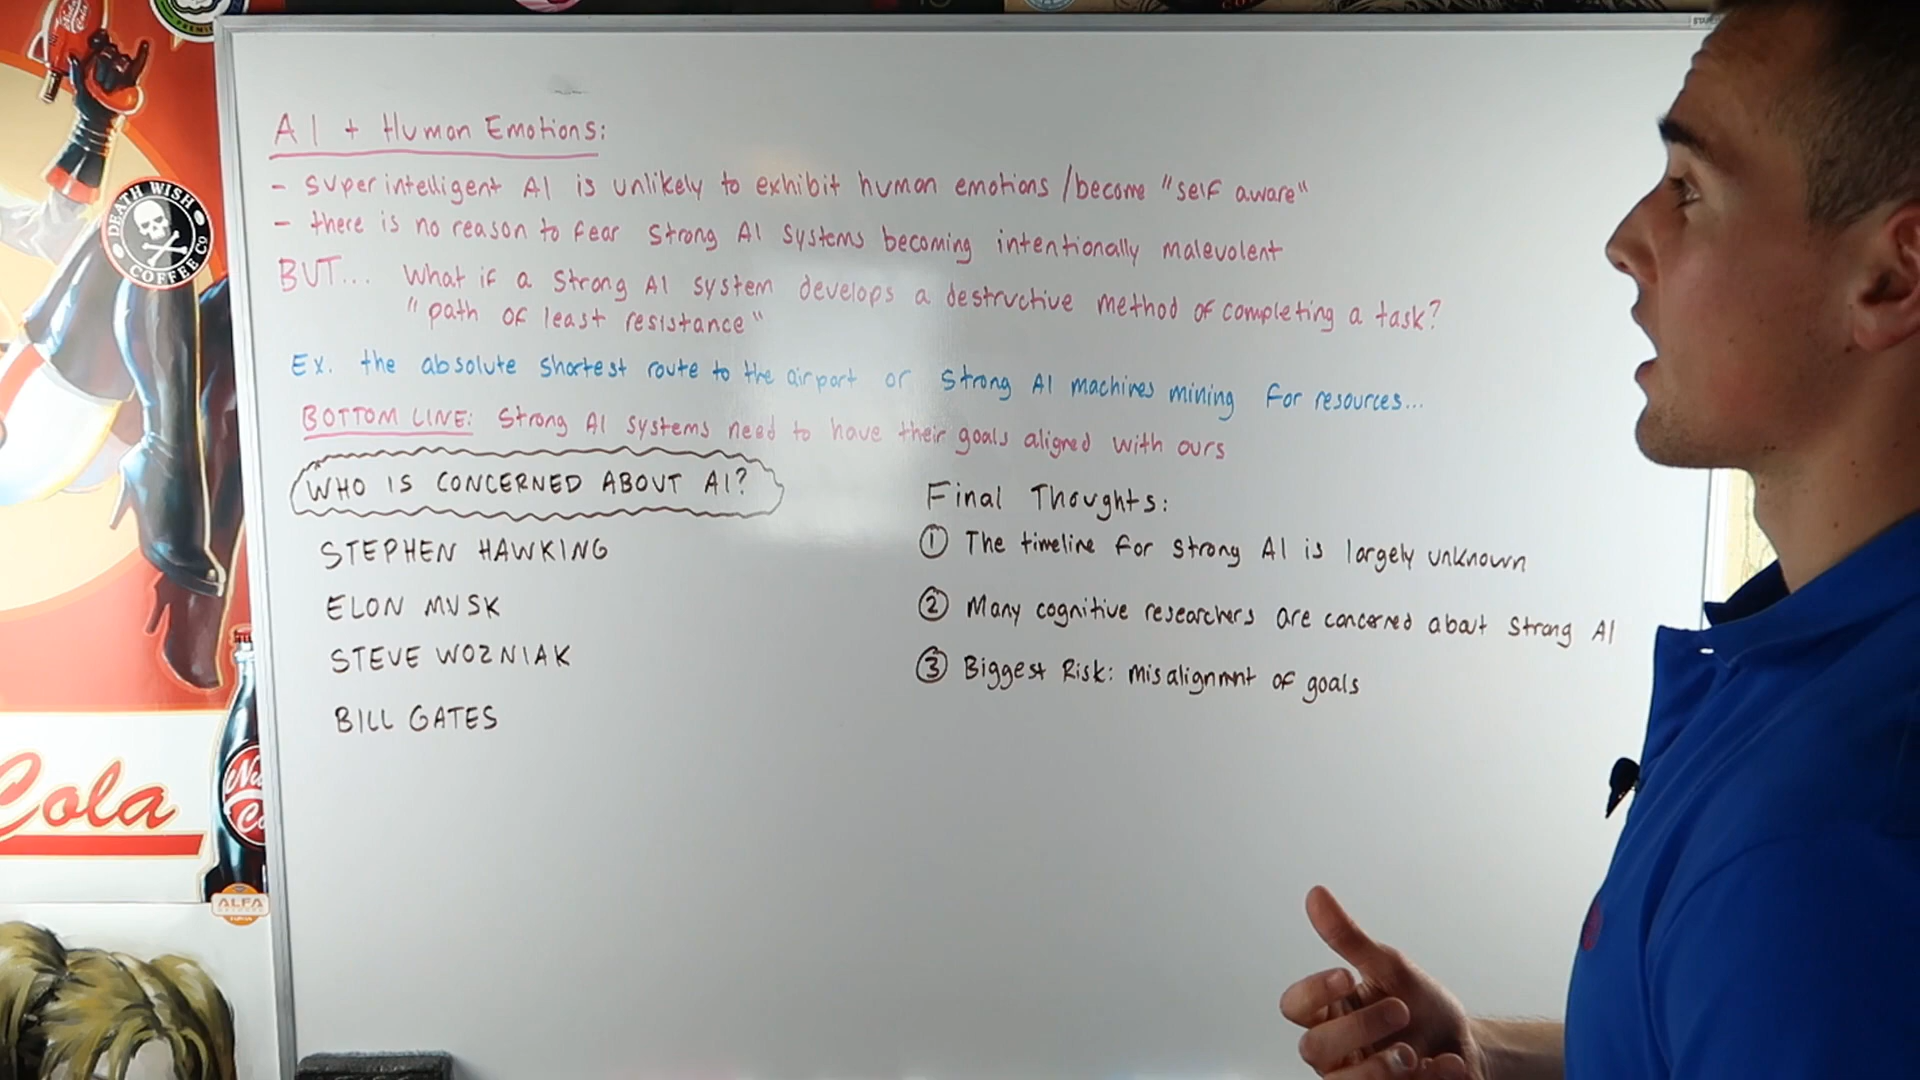 AI + Human Emotions:
- superintelligent AI is unlikely to exhibit human emotions / become "self aware"
- there is no reason to fear strong AI systems becoming intentionally malevolent
BUT... What if a strong AI system develops a destructive method of completing a task?
"path of least resistance"
Ex. the absolute shortest route to the airport or strong AI machines mining for resources...
BOTTOM LINE: Strong AI systems need to have their goals aligned with ours
WHO IS CONCERNED ABOUT AI?
STEPHEN HAWKING
ELON MUSK
STEVE WOZNIAK
BILL GATES
Final Thoughts:
① The timeline for strong AI is largely unknown
② Many cognitive researchers are concerned about strong AI
③ Biggest Risk: misalignment of goals
DEATH WISH
COFFEE CO
Cola
ALFA